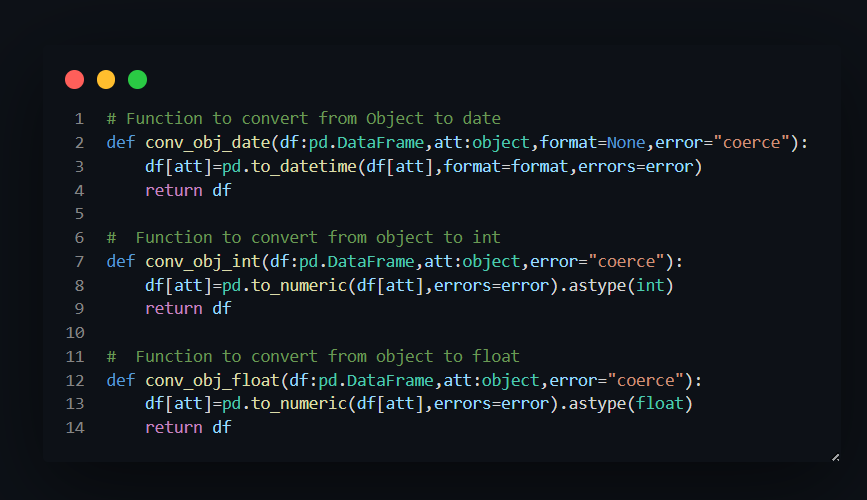 1 # Function to convert from Object to date
2 def conv_obj_date(df:pd.DataFrame,att:object,format=None,error="coerce"):
3     df[att]=pd.to_datetime(df[att],format=format,errors=error)
4     return df
5
6 #  Function to convert from object to int
7 def conv_obj_int(df:pd.DataFrame,att:object,error="coerce"):
8     df[att]=pd.to_numeric(df[att],errors=error).astype(int)
9     return df
10
11 #  Function to convert from object to float
12 def conv_obj_float(df:pd.DataFrame,att:object,error="coerce"):
13     df[att]=pd.to_numeric(df[att],errors=error).astype(float)
14     return df